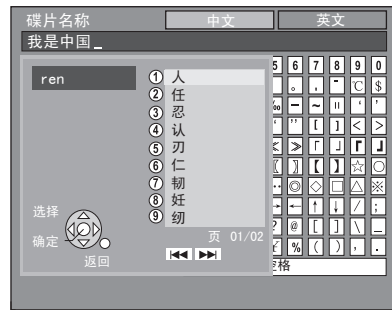 碟片名称 中文 英文
我是中国_
ren
① 人
② 任
③ 忍
④ 认
⑤ 刃
⑥ 仁
⑦ 韧
⑧ 妊
⑨ 纫
选择
确定
返回
页 01/02
5 6 7 8 9 0
。 . ¯ ℃ $
‰ — ~ ‖ ‹
‘ ” [ ] < >
≪ ≫ 「 」 『 』
〗 【 】 ☆ ○
◎ ◇ □ △ ※
→ ← ↑ ↓ / ;
? @ [ ] \ _
% ( ) , .
格